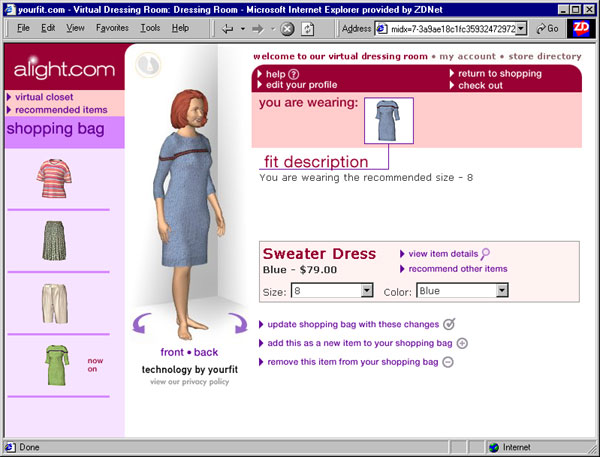 yourfit.com - Virtual Dressing Room: Dressing Room - Microsoft Internet Explorer provided by ZDNet
File Edit View Favorites Tools Help
Address midx=7-3a9ae18c1fc35932472972
Go
ZD
alight.com
virtual closet
recommended items
shopping bag
now
on
front • back
technology by yourfit
view our privacy policy
welcome to our virtual dressing room • my account • store directory
help ?
edit your profile
return to shopping
check out
you are wearing:
fit description
You are wearing the recommended size - 8
Sweater Dress
Blue - $79.00
view item details
recommend other items
Size: 8
Color: Blue
update shopping bag with these changes
add this as a new item to your shopping bag
remove this item from your shopping bag
Done
Internet